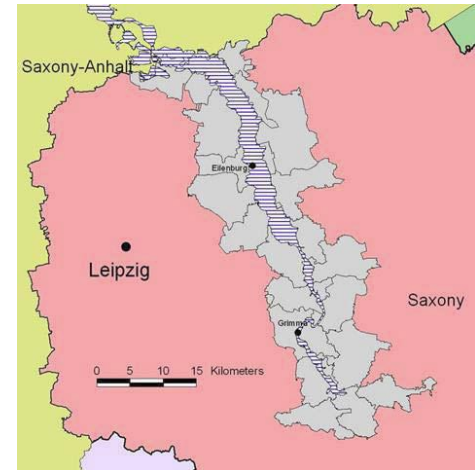 Saxony-Anhalt
Eilenburg
Leipzig
Saxony
Grimma
0 5 10 15 Kilometers